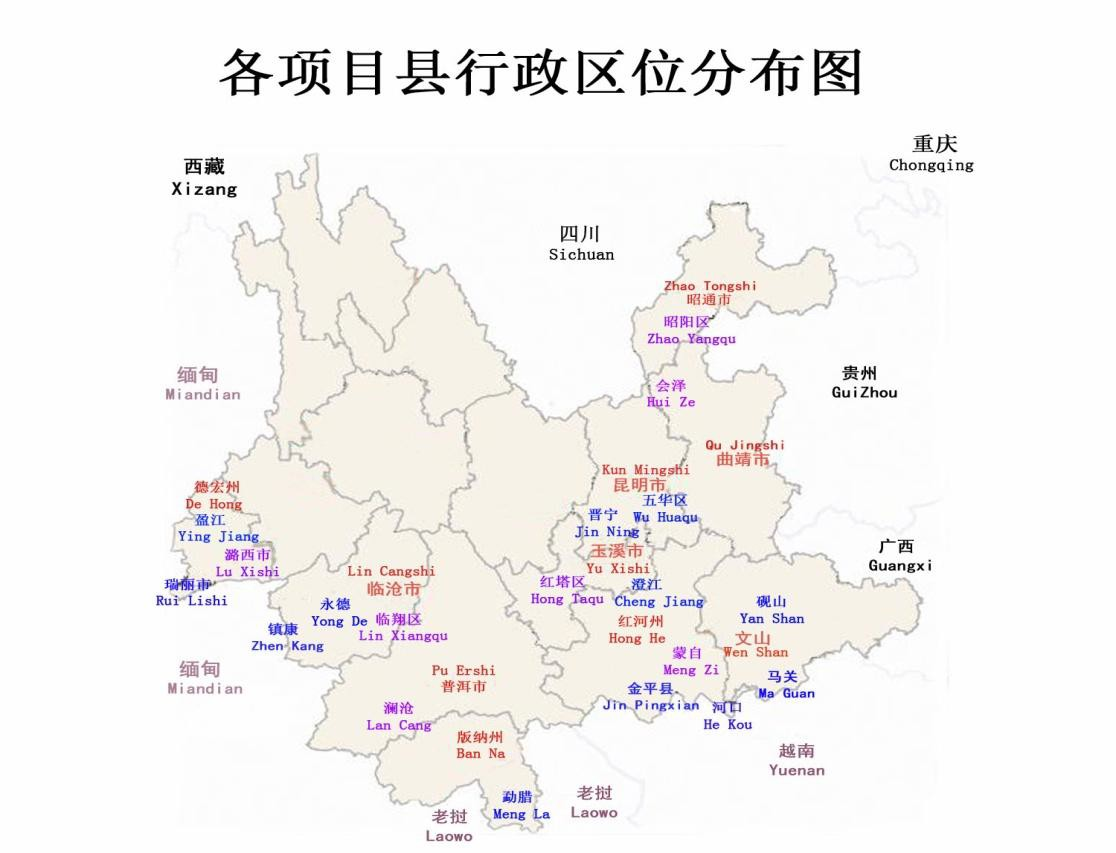 各项目县行政区位分布图
重庆
Chongqing
西藏
Xizang
四川
Sichuan
Zhao Tongshi
昭通市
昭阳区
Zhao Yangqu
缅甸
Miandian
会泽
Hui Ze
贵州
GuiZhou
Qu Jingshi
曲靖市
Kun Mingshi
昆明市
德宏州
De Hong
五华区
Wu Huaqu
晋宁
Jin Ning
盈江
Ying Jiang
潞西市
Lu Xishi
玉溪市
Yu Xishi
广西
Guangxi
瑞丽市
Rui Lishi
Lin Cangshi
临沧市
红塔区
Hong Taqu
澄江
Cheng Jiang
永德
Yong De
临翔区
Lin Xiangqu
砚山
Yan Shan
镇康
Zhen Kang
红河州
Hong He
文山
Wen Shan
蒙自
Meng Zi
缅甸
Miandian
Pu Ershi
普洱市
金平县
Jin Pingxian
马关
Ma Guan
澜沧
Lan Cang
河口
He Kou
版纳州
Ban Na
越南
Yuenan
勐腊
Meng La
老挝
Laowo
老挝
Laowo